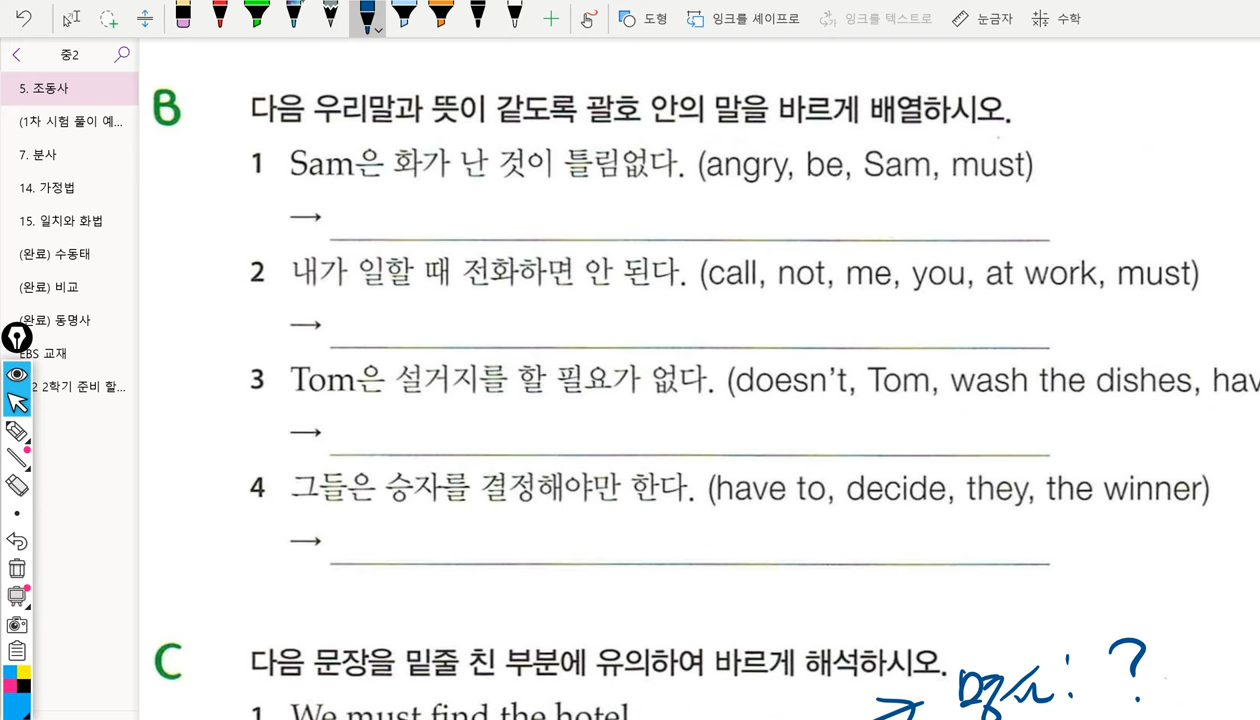 도형
잉크를 셰이프로
잉크를 텍스트로
눈금자
수학
중2
5. 조동사
(1차 시험 풀이 예...
7. 분사
14. 가정법
15. 일치와 화법
(완료) 수동태
(완료) 비교
(완료) 동명사
EBS 교재
2 2학기 준비 할...
B 다음 우리말과 뜻이 같도록 괄호 안의 말을 바르게 배열하시오.
1 Sam은 화가 난 것이 틀림없다. (angry, be, Sam, must)
→
2 내가 일할 때 전화하면 안 된다. (call, not, me, you, at work, must)
→
3 Tom은 설거지를 할 필요가 없다. (doesn't, Tom, wash the dishes, hav
→
4 그들은 승자를 결정해야만 한다. (have to, decide, they, the winner)
→
C 다음 문장을 밑줄 친 부분에 유의하여 바르게 해석하시오.
→ : ?
1 We must find the hotel